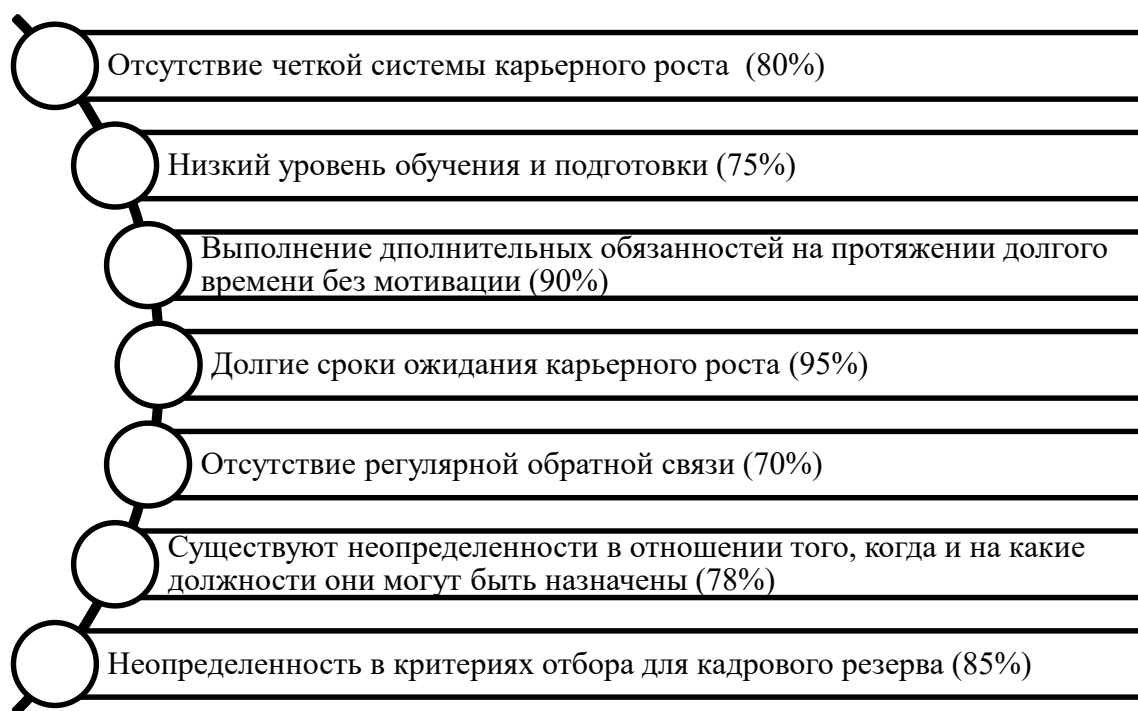 Отсутствие четкой системы карьерного роста (80%)
Низкий уровень обучения и подготовки (75%)
Выполнение дполнительных обязанностей на протяжении долгого
времени без мотивации (90%)
Долгие сроки ожидания карьерного роста (95%)
Отсутствие регулярной обратной связи (70%)
Существуют неопределенности в отношении того, когда и на какие
должности они могут быть назначены (78%)
Неопределенность в критериях отбора для кадрового резерва (85%)